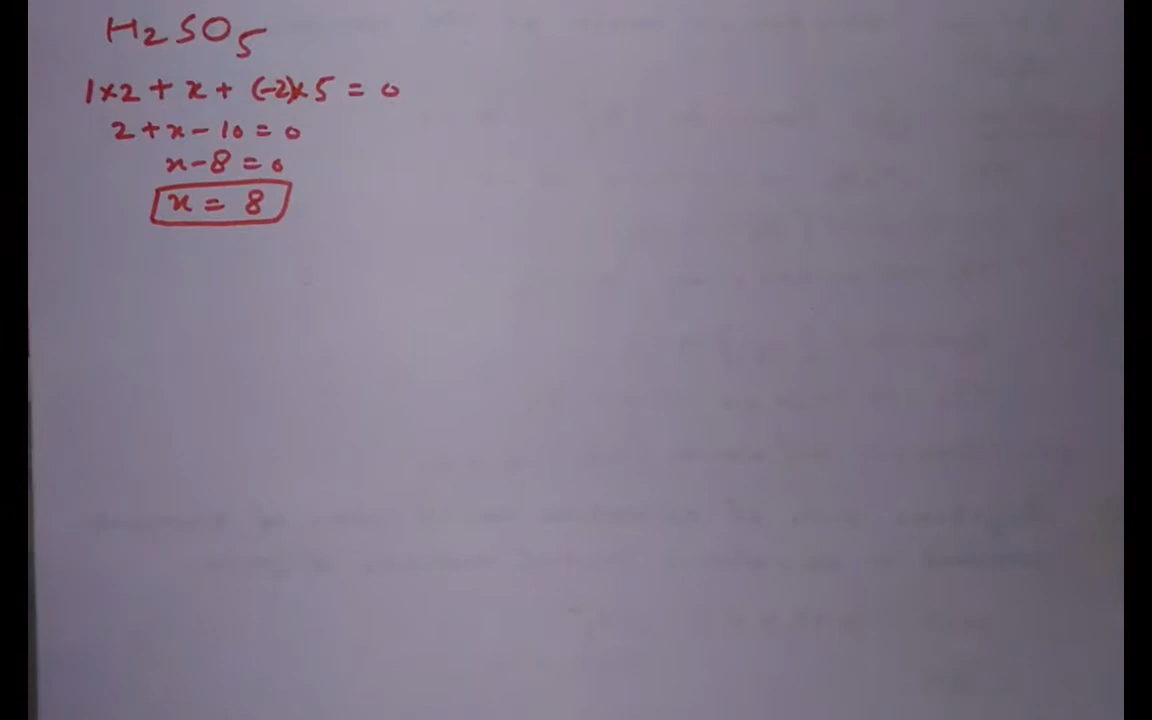 H₂SO₅
1×2 + x + (-2)×5 = 0
2 + x - 10 = 0
x - 8 = 0
x = 8